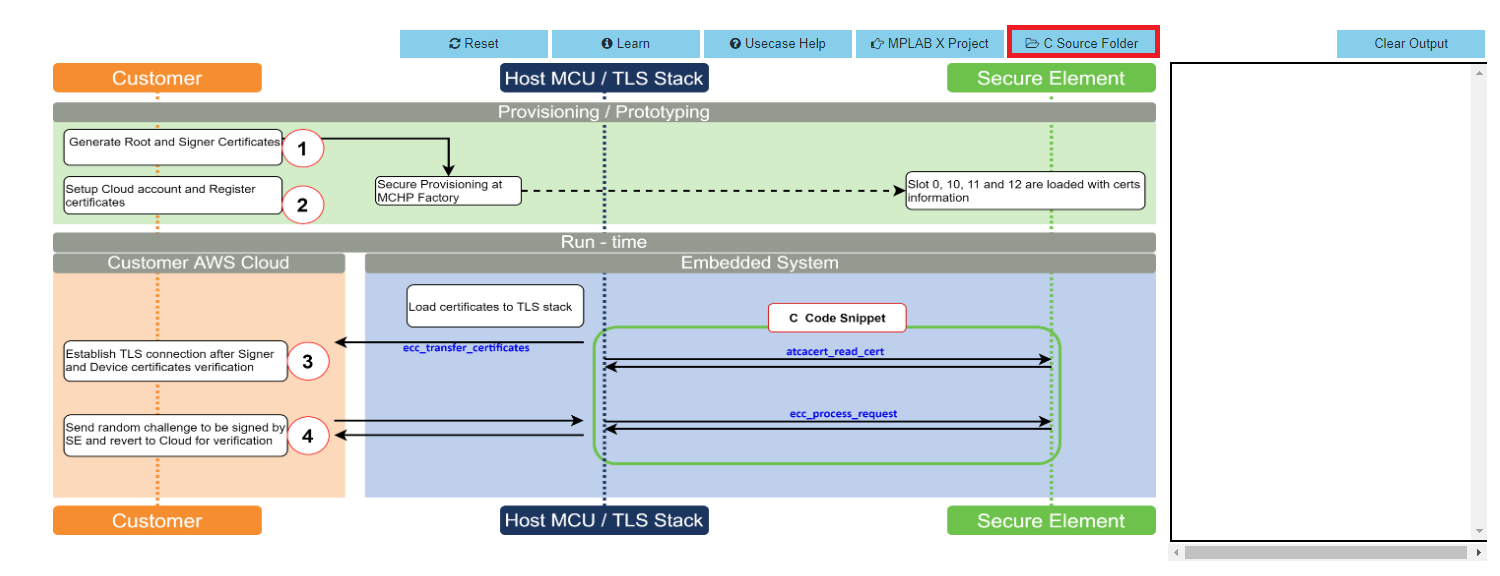 Reset
Learn
Usecase Help
MPLAB X Project
C Source Folder
Clear Output
Customer
Host MCU / TLS Stack
Secure Element
Provisioning / Prototyping
Generate Root and Signer Certificates
1
Setup Cloud account and Register
certificates
2
Secure Provisioning at
MCHP Factory
Slot 0, 10, 11 and 12 are loaded with certs
information
Run - time
Customer AWS Cloud
Embedded System
Load certificates to TLS stack
C Code Snippet
Establish TLS connection after Signer
and Device certificates verification
3
ecc_transfer_certificates
atcacert_read_cert
Send random challenge to be signed by
SE and revert to Cloud for verification
4
ecc_process_request
Customer
Host MCU / TLS Stack
Secure Element